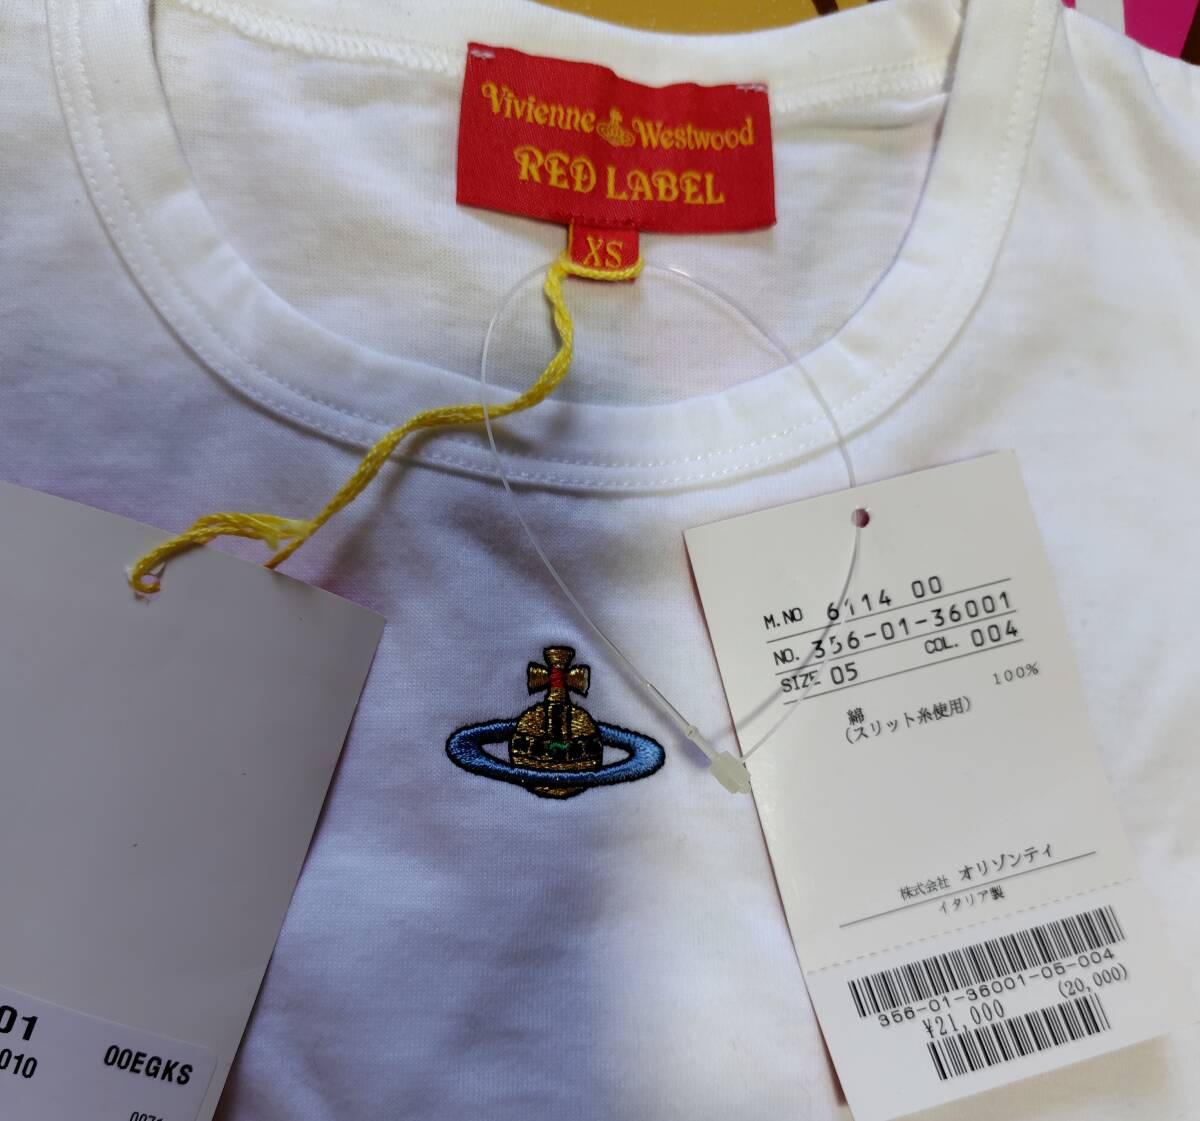 Vivienne Westwood
RED LABEL
XS
M.NO 6114 00
NO. 356-01-36001
SIZE 05 COL. 004
綿 100%
(スリット糸使用)
株式会社 オリゾンティ
イタリア製
356-01-36001-05-004
¥21,000 (20,000)
01
010 00EGKS